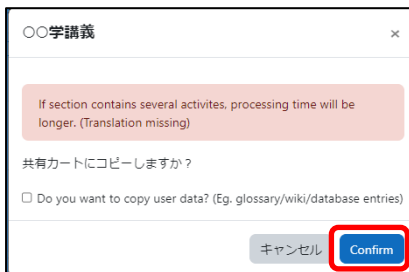 ○○学講義
×
If section contains several activites, processing time will be
longer. (Translation missing)
共有カートにコピーしますか？
Do you want to copy user data? (Eg. glossary/wiki/database entries)
キャンセル Confirm